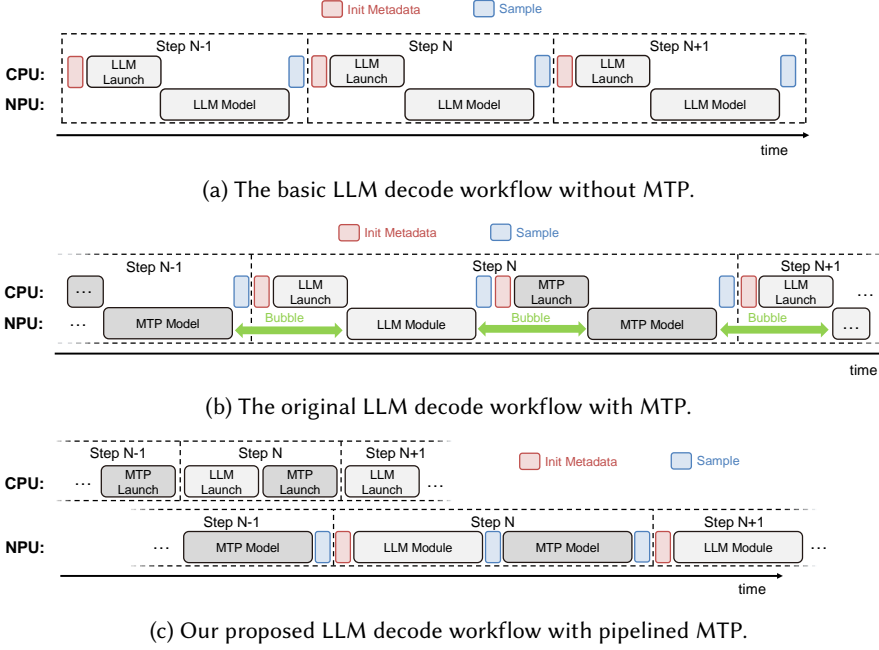 Init Metadata Sample
Step N-1 Step N Step N+1
CPU: LLM Launch LLM Launch LLM Launch
NPU: LLM Model LLM Model LLM Model
time
(a) The basic LLM decode workflow without MTP.
Init Metadata Sample
Step N-1 Step N Step N+1
CPU: ... LLM Launch MTP Launch LLM Launch ...
NPU: ... MTP Model Bubble LLM Module Bubble MTP Model Bubble ...
time
(b) The original LLM decode workflow with MTP.
Step N-1 Step N Step N+1
Init Metadata Sample
CPU: ... MTP Launch LLM Launch MTP Launch LLM Launch ...
Step N-1 Step N Step N+1
NPU: ... MTP Model LLM Module MTP Model LLM Module ...
time
(c) Our proposed LLM decode workflow with pipelined MTP.